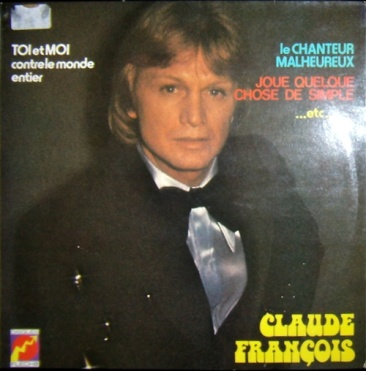 TOI et MOI
contre le monde
entier
le CHANTEUR
MALHEUREUX
JOUE QUELQUE
CHOSE DE SIMPLE
...etc.
CLAUDE
FRANÇOIS